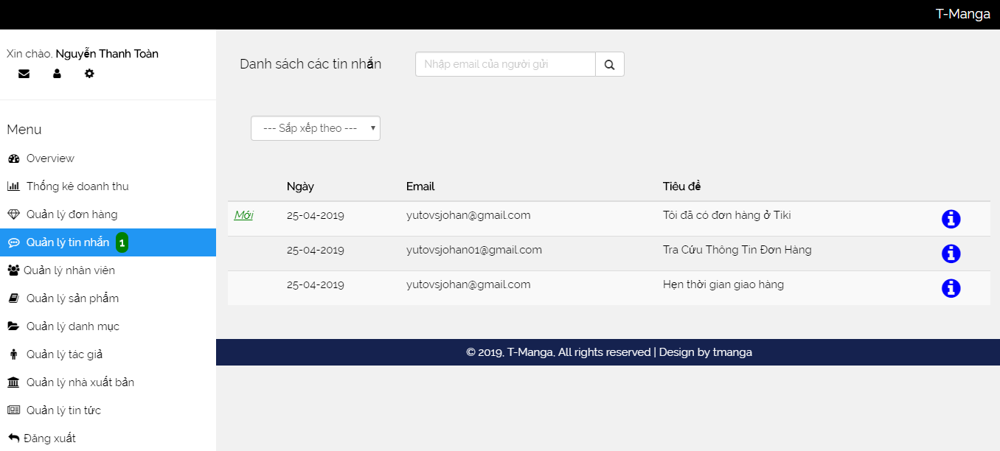 T-Manga
Xin chào, Nguyễn Thanh Toàn
Menu
Overview
Thống kê doanh thu
Quản lý đơn hàng
Quản lý tin nhắn 1
Quản lý nhân viên
Quản lý sản phẩm
Quản lý danh mục
Quản lý tác giả
Quản lý nhà xuất bản
Quản lý tin tức
Đăng xuất
Danh sách các tin nhắn
Nhập email của người gửi
--- Sắp xếp theo ---
Ngày Email Tiêu đề
Mới 25-04-2019 yutovsjohan@gmail.com Tôi đã có đơn hàng ở Tiki
25-04-2019 yutovsjohan01@gmail.com Tra Cứu Thông Tin Đơn Hàng
25-04-2019 yutovsjohan@gmail.com Hẹn thời gian giao hàng
© 2019, T-Manga, All rights reserved | Design by tmanga